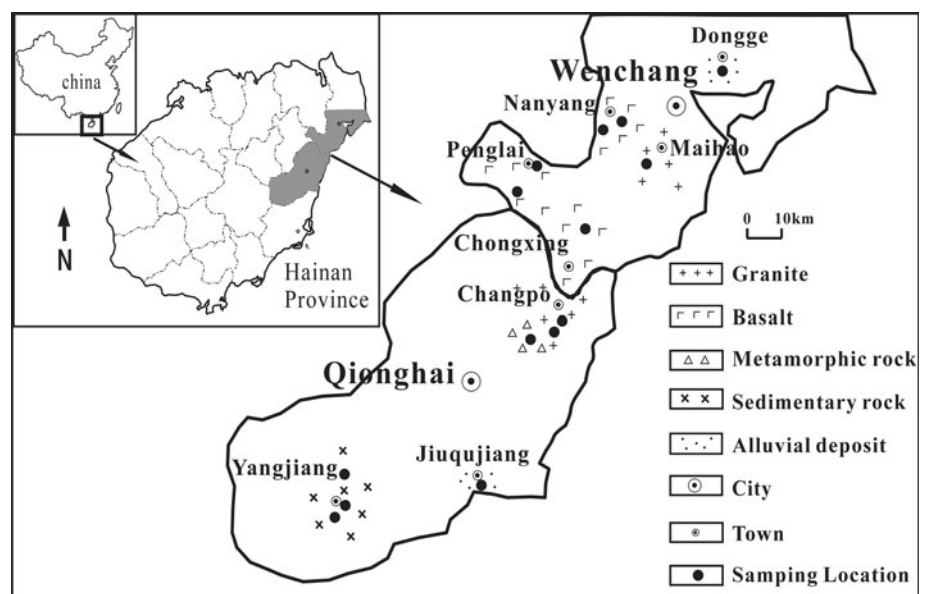 china
N
Hainan
Province
Dongge
Wenchang
Nanyang
Maihao
Penglai
Chongxing
Changpo
Qionghai
Yangjiang
Jiuqujiang
0 10km
Granite
Basalt
Metamorphic rock
Sedimentary rock
Alluvial deposit
City
Town
Samping Location